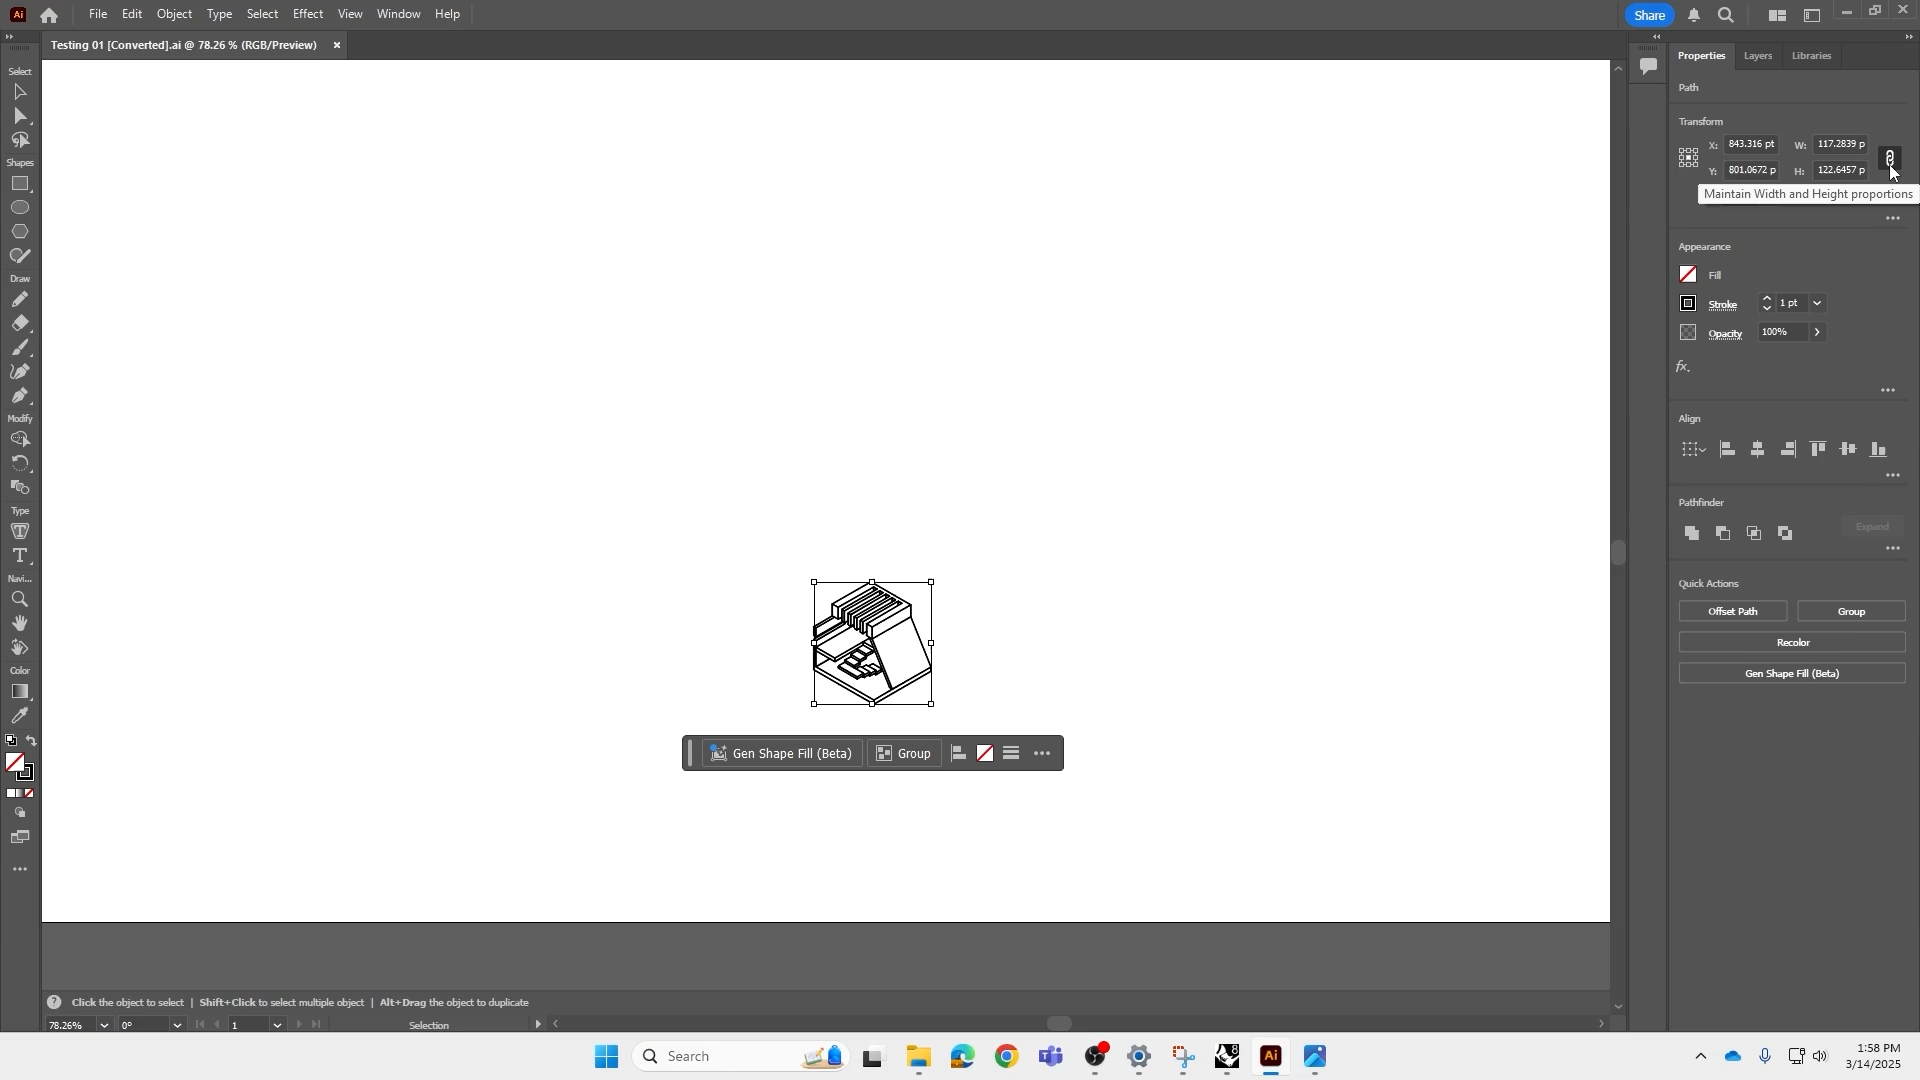 Ai File Edit Object Type Select Effect View Window Help Share
Testing 01 [Converted].ai @ 78.26 % (RGB/Preview) ×
Select
Shapes
Draw
Modify
Type
Navi...
Color
Properties Layers Libraries
Path
Transform
X: 843.316 pt W: 117.2839 p
Y: 801.0672 p H: 122.6457 p
Maintain Width and Height proportions
Appearance
Fill
Stroke 1 pt
Opacity 100%
fx.
Align
Pathfinder
Expand
Quick Actions
Offset Path Group
Recolor
Gen Shape Fill (Beta)
Gen Shape Fill (Beta) Group
? Click the object to select | Shift+Click to select multiple object | Alt+Drag the object to duplicate
78.26% 0° 1 Selection
Search
8
Ai
1:58 PM
3/14/2025